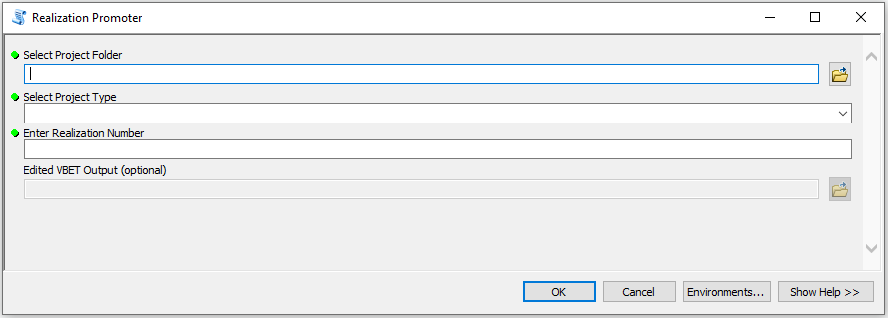 Realization Promoter
Select Project Folder
Select Project Type
Enter Realization Number
Edited VBET Output (optional)
OK
Cancel
Environments...
Show Help >>